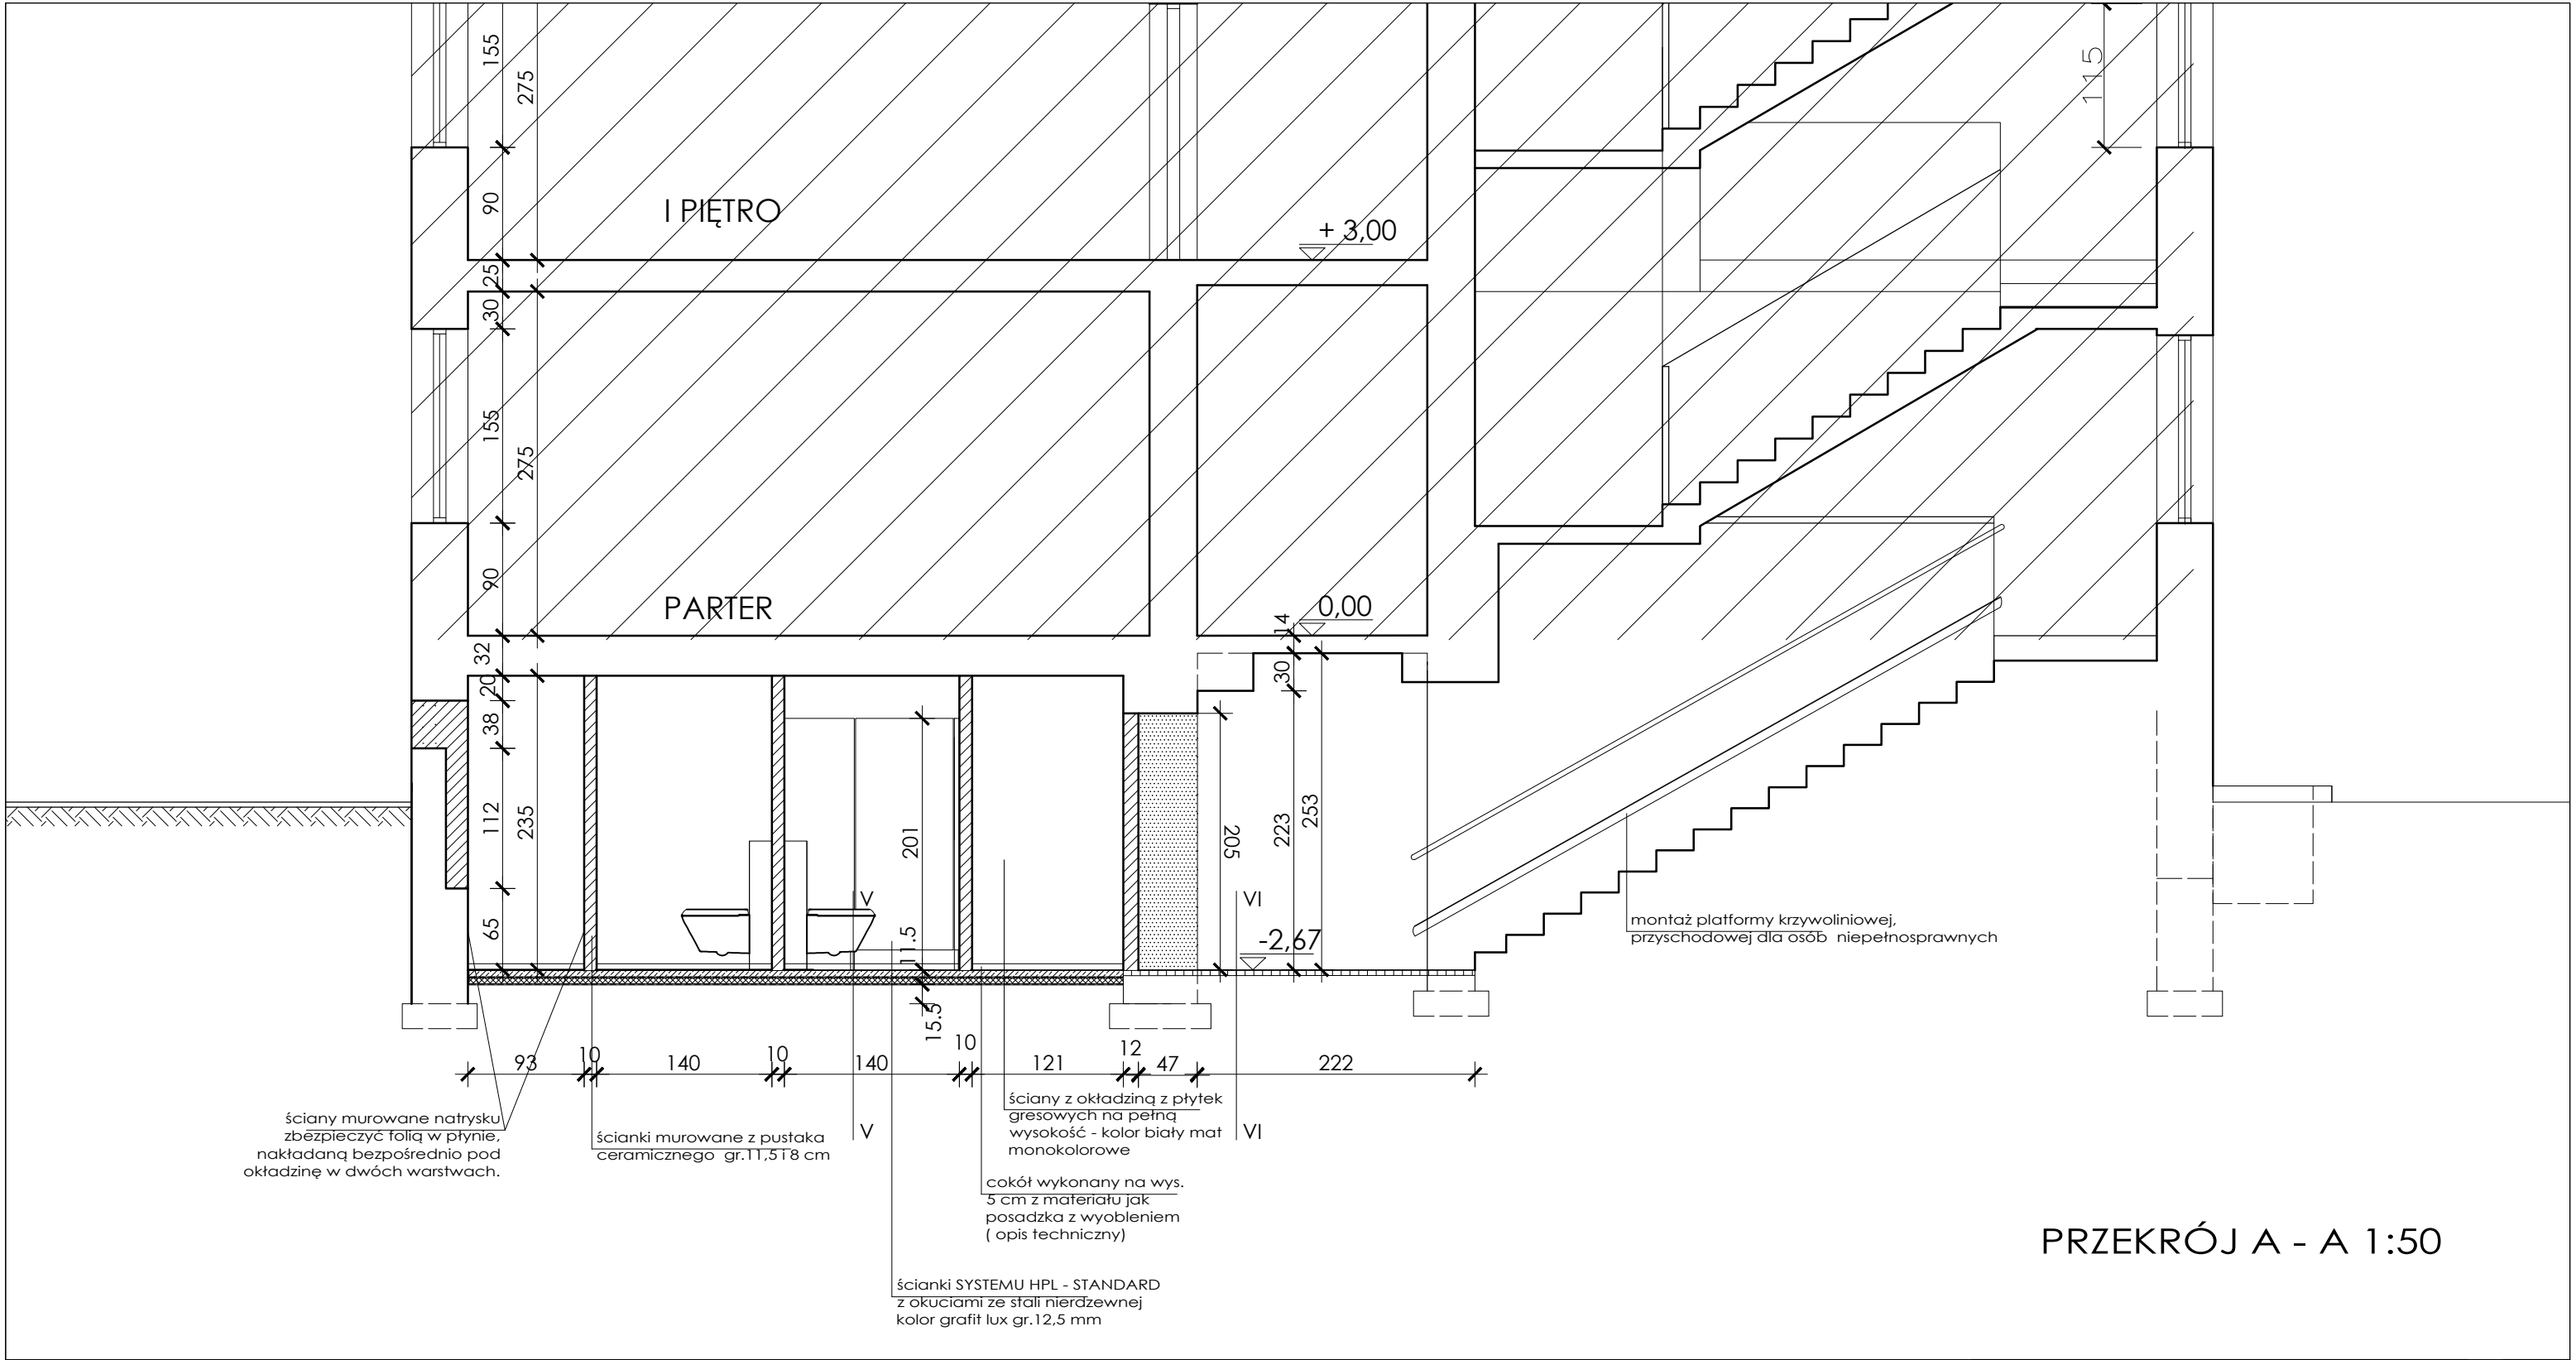 155
275
115
90
I PIĘTRO
+ 3,00
25
30
155
275
90
PARTER
0,00
14
32
30
20
38
112
235
201
205
223
253
65
11.5
V
VI
-2,67
montaż platformy krzywoliniowej,
przyschodowej dla osób niepełnosprawnych
15.5
93
10
140
10
140
10
121
12
47
222
ściany murowane natrysku
zbezpieczyć folią w płynie,
nakładaną bezpośrednio pod
okładzinę w dwóch warstwach.
ścianki murowane z pustaka
ceramicznego gr.11,5 i 8 cm
V
ściany z okładziną z płytek
gresowych na pełną
wysokość - kolor biały mat
monokolorowe
VI
cokół wykonany na wys.
5 cm z materiału jak
posadzka z wyobleniem
( opis techniczny)
ścianki SYSTEMU HPL - STANDARD
z okuciami ze stali nierdzewnej
kolor grafit lux gr.12,5 mm
PRZEKRÓJ A - A 1:50